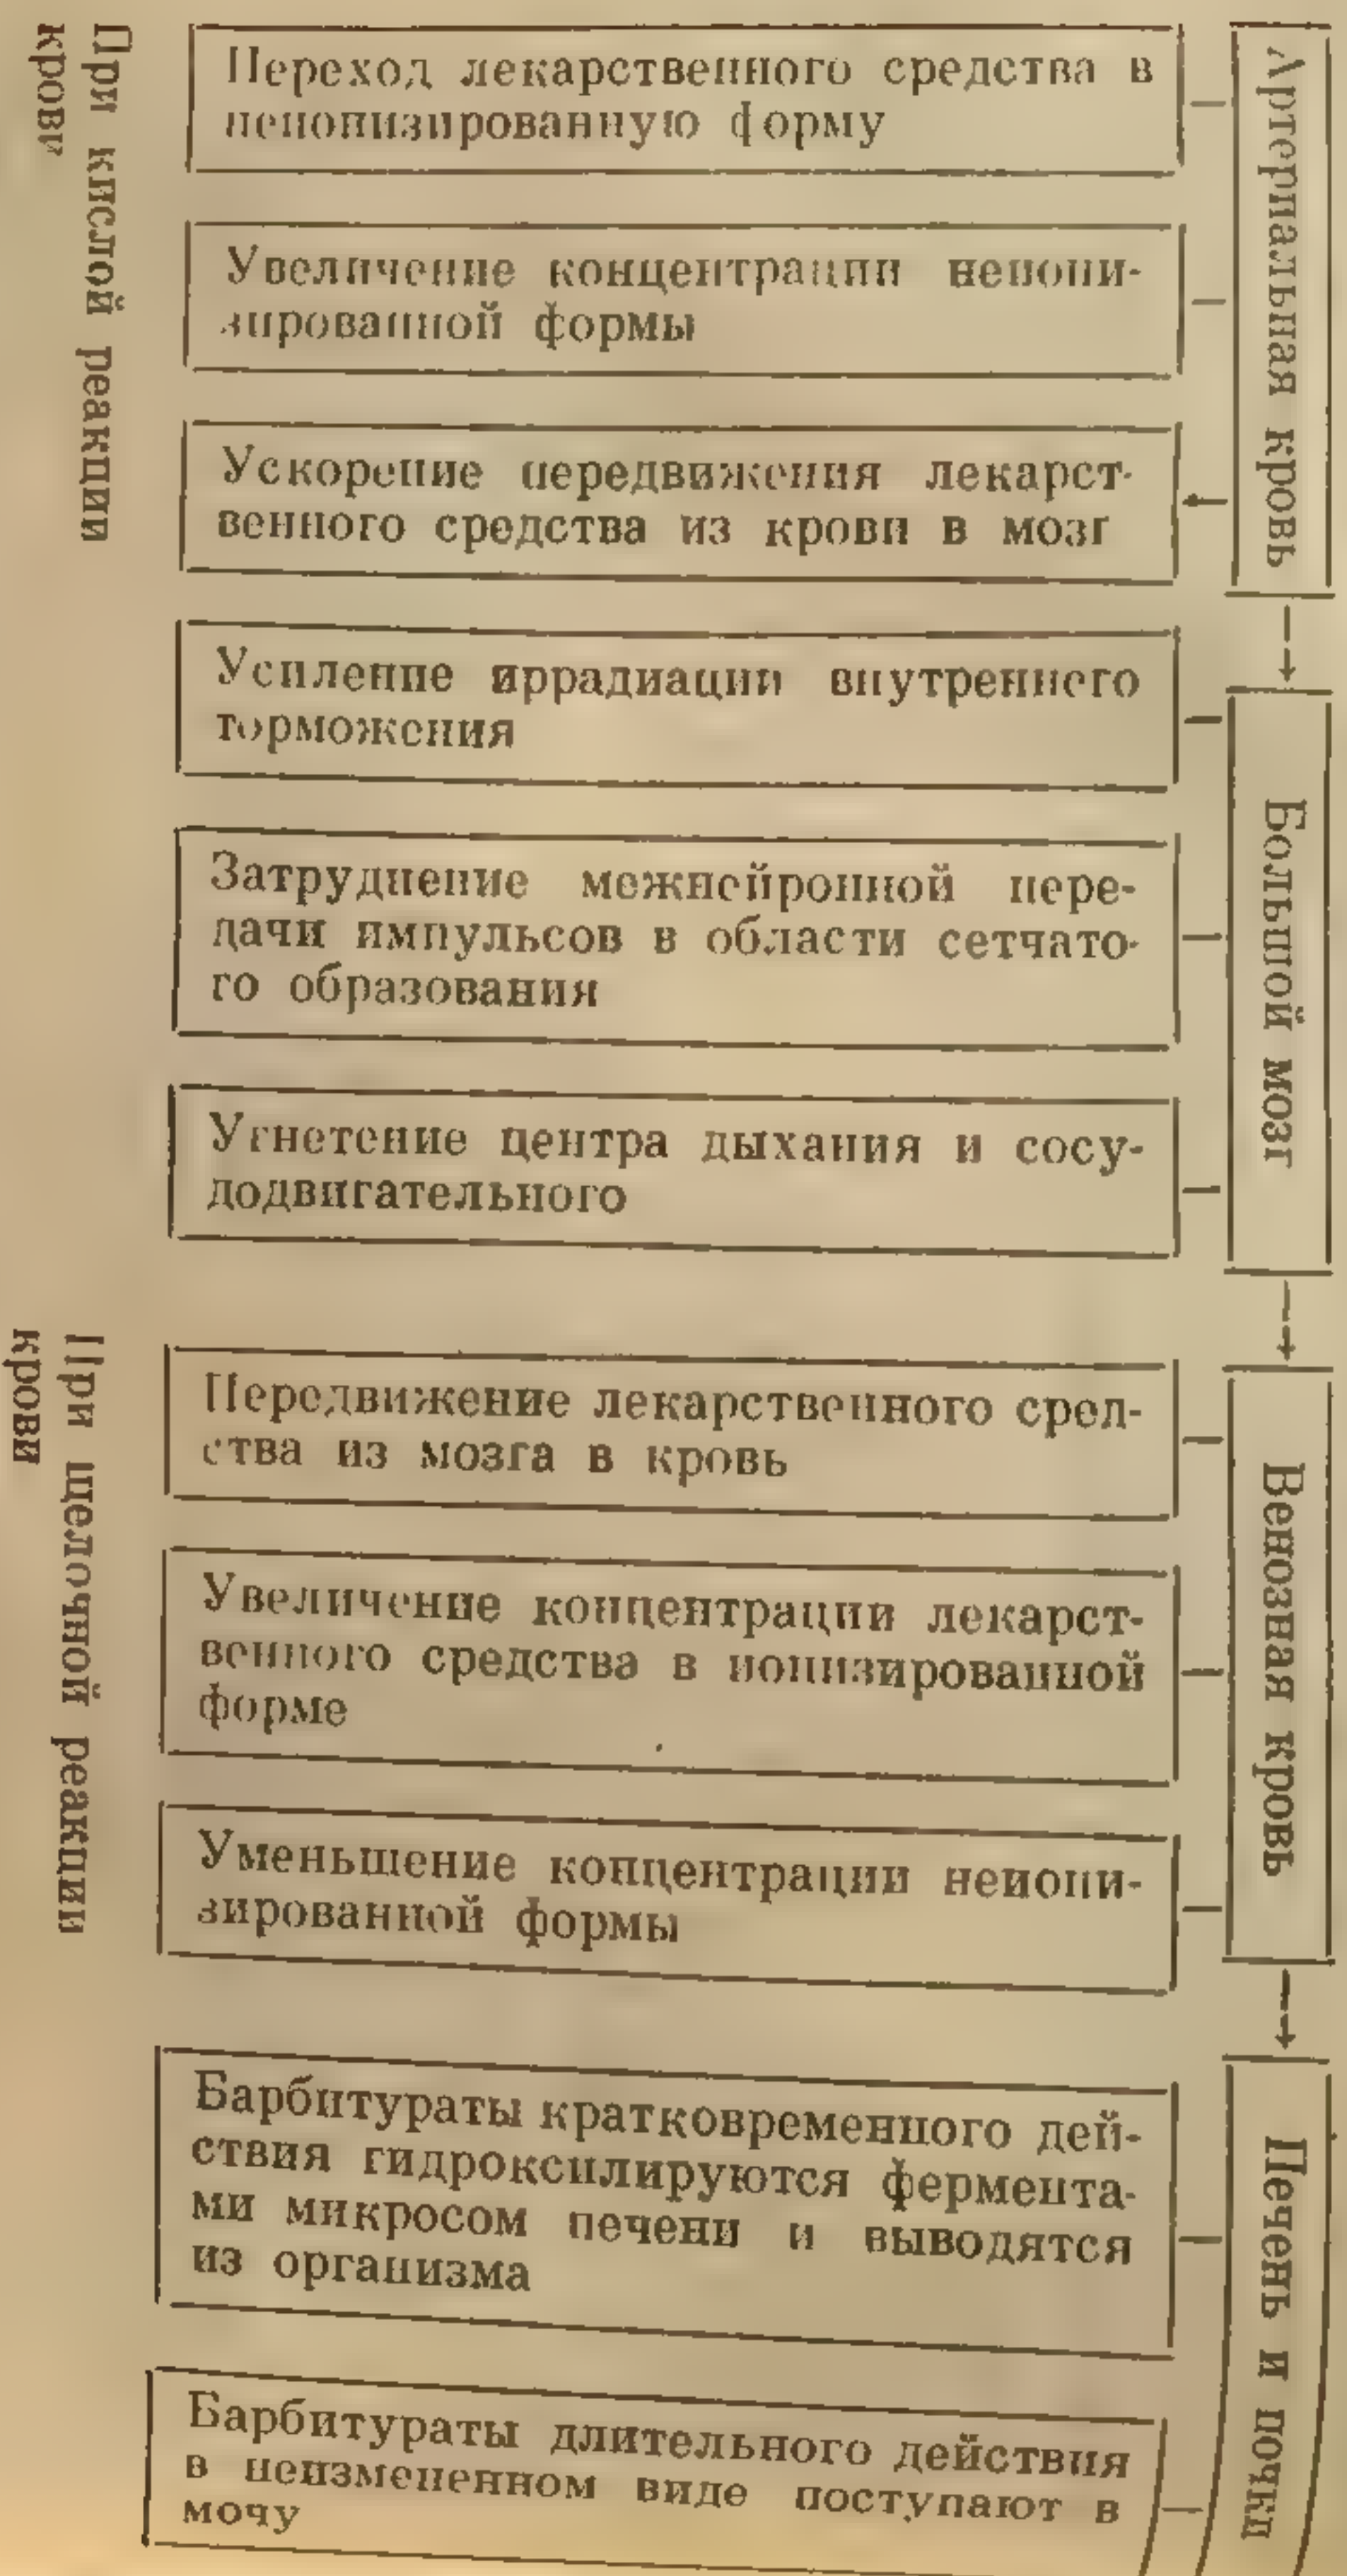 При кислой реакции
крови
Переход лекарственного средства в
неионизированную форму
Увеличение концентрации неиони-
зированной формы
Ускорение передвижения лекарст-
венного средства из крови в мозг
Артериальная кровь
Усиление иррадиации внутреннего
торможения
Затруднение межнейронной пере-
дачи импульсов в области сетчато-
го образования
Угнетение центра дыхания и сосу-
додвигательного
Большой мозг
При щелочной реакции
крови
Передвижение лекарственного сред-
ства из мозга в кровь
Увеличение концентрации лекарст-
венного средства в ионизированной
форме
Уменьшение концентрации неиони-
зированной формы
Венозная кровь
Барбитураты кратковременного дей-
ствия гидроксилируются фермента-
ми микросом печени и выводятся
из организма
Барбитураты длительного действия
в неизмененном виде поступают в
мочу
Печень и почки